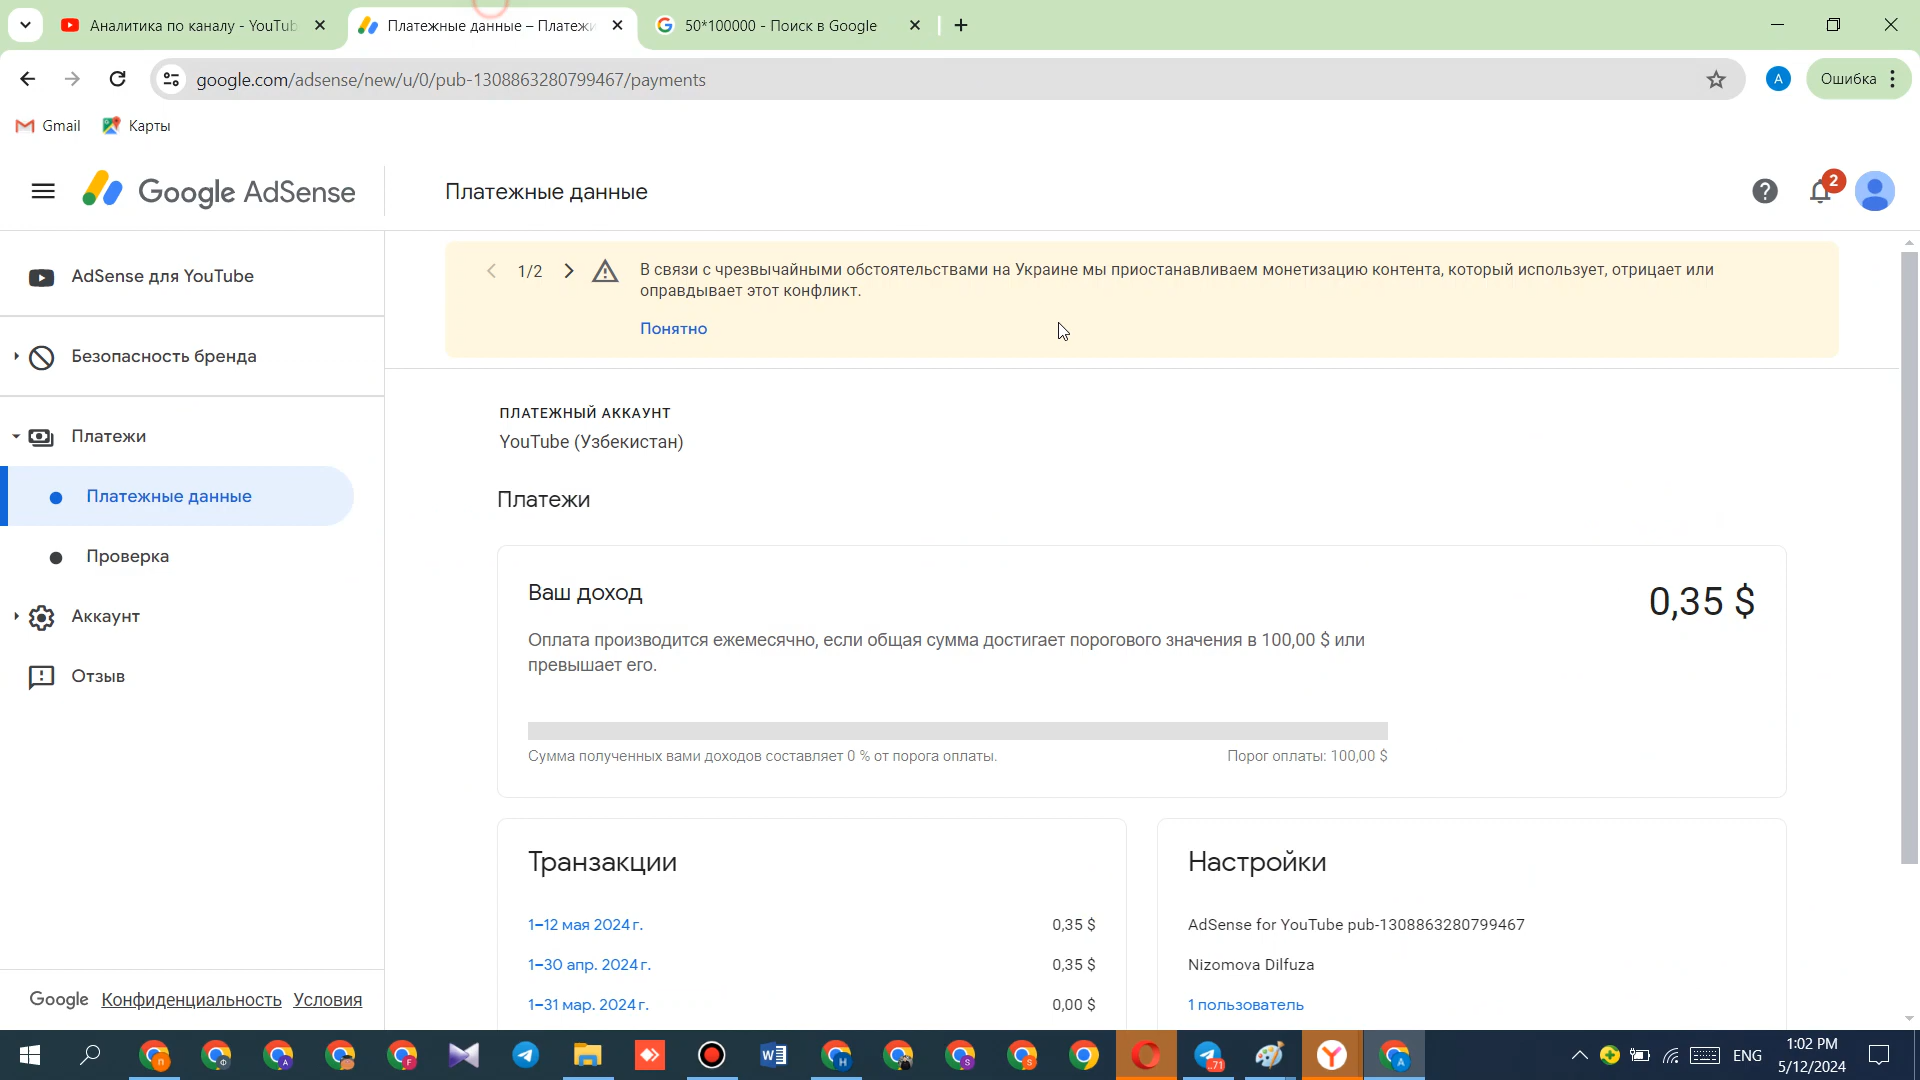 Аналитика по каналу - YouTub
Платежные данные – Платежи
50*100000 - Поиск в Google
google.com/adsense/new/u/0/pub-1308863280799467/payments
A
Ошибка
Gmail
Карты
Google AdSense
Платежные данные
2
AdSense для YouTube
Безопасность бренда
Платежи
Платежные данные
Проверка
Аккаунт
Отзыв
Google Конфиденциальность Условия
1/2
В связи с чрезвычайными обстоятельствами на Украине мы приостанавливаем монетизацию контента, который использует, отрицает или
оправдывает этот конфликт.
Понятно
ПЛАТЕЖНЫЙ АККАУНТ
YouTube (Узбекистан)
Платежи
Ваш доход
0,35 $
Оплата производится ежемесячно, если общая сумма достигает порогового значения в 100,00 $ или
превышает его.
Сумма полученных вами доходов составляет 0 % от порога оплаты.
Порог оплаты: 100,00 $
Транзакции
1–12 мая 2024 г. 0,35 $
1–30 апр. 2024 г. 0,35 $
1–31 мар. 2024 г. 0,00 $
Настройки
AdSense for YouTube pub-1308863280799467
Nizomova Dilfuza
1 пользователь
ENG
1:02 PM
5/12/2024